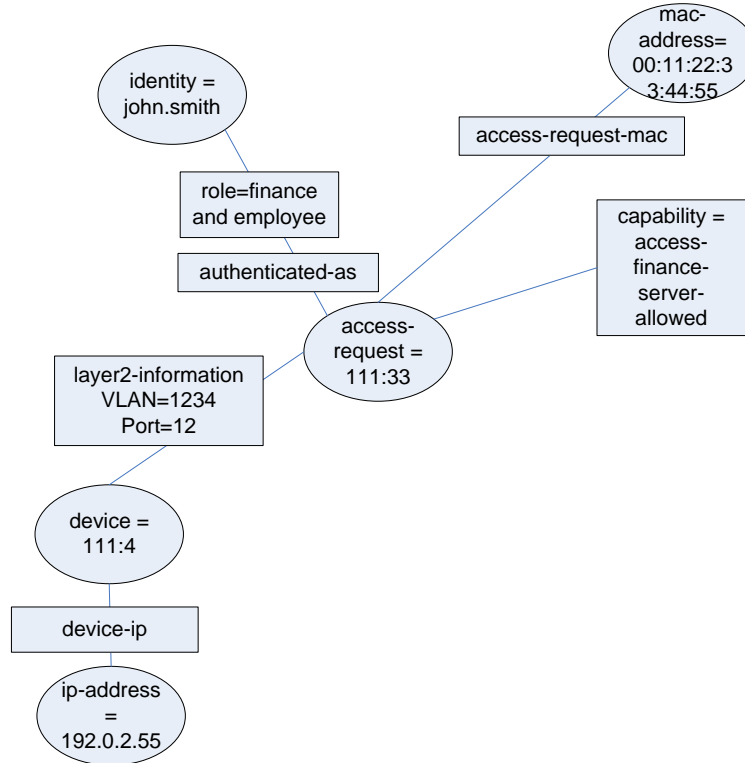 mac-
address=
00:11:22:3
3:44:55
identity =
john.smith
access-request-mac
role=finance
and employee
capability =
access-
finance-
server-
allowed
authenticated-as
access-
request =
111:33
layer2-information
VLAN=1234
Port=12
device =
111:4
device-ip
ip-address
=
192.0.2.55